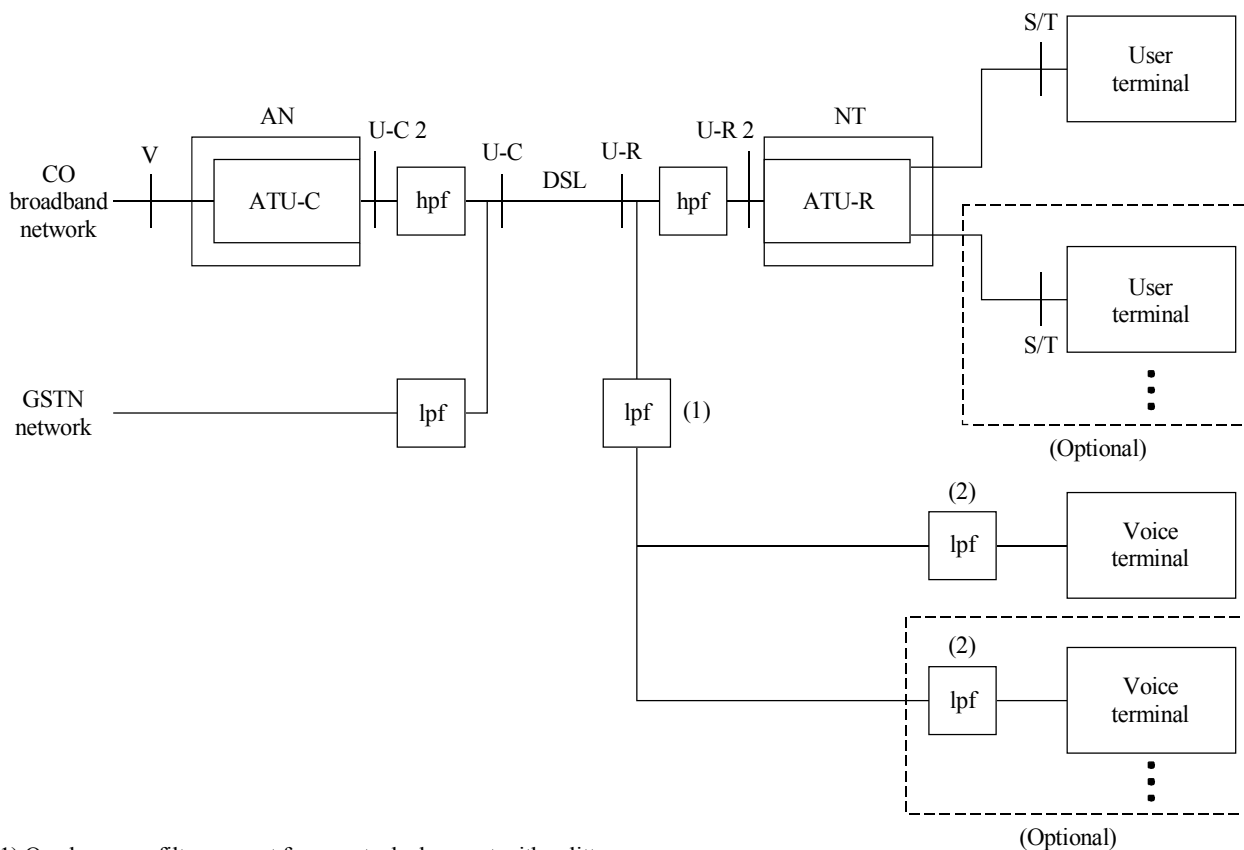 S/T
User
terminal
AN
U-C 2
U-R 2
NT
V
U-C
U-R
CO
broadband
network
ATU-C
hpf
DSL
hpf
ATU-R
User
terminal
S/T
GSTN
network
lpf
lpf
(1)
(Optional)
(2)
lpf
Voice
terminal
(2)
lpf
Voice
terminal
(Optional)